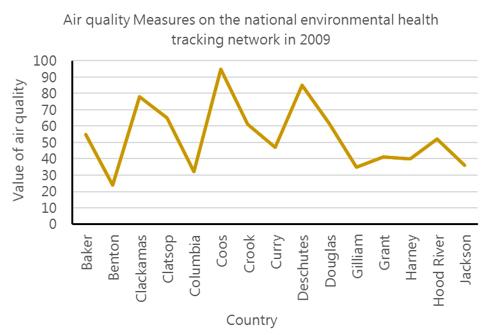 Air quality Measures on the national environmental health
tracking network in 2009
Value of air quality
100
90
80
70
60
50
40
30
20
10
0
Baker
Benton
Clackamas
Clatsop
Columbia
Coos
Crook
Curry
Deschutes
Douglas
Gilliam
Grant
Harney
Hood River
Jackson
Country